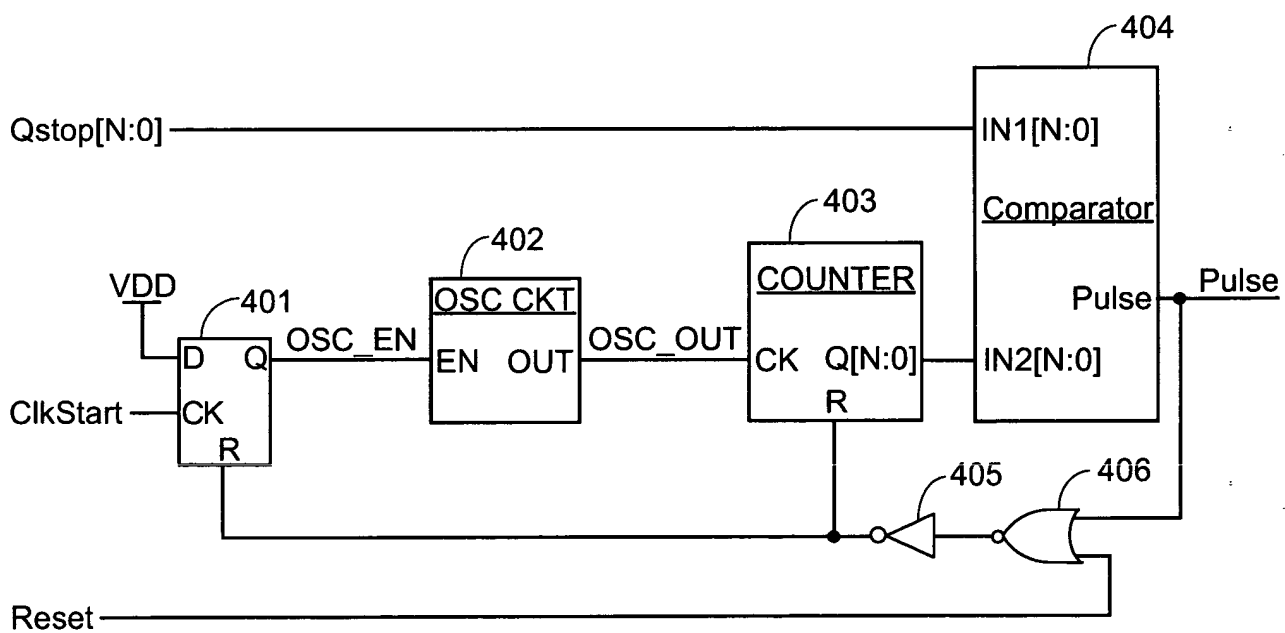 404
Qstop[N:0]
IN1[N:0]
403
Comparator
402
COUNTER
VDD
401
OSC CKT
Pulse
Pulse
OSC_EN
OSC_OUT
D
Q
EN
OUT
CK
Q[N:0]
IN2[N:0]
ClkStart
CK
R
R
405
406
Reset